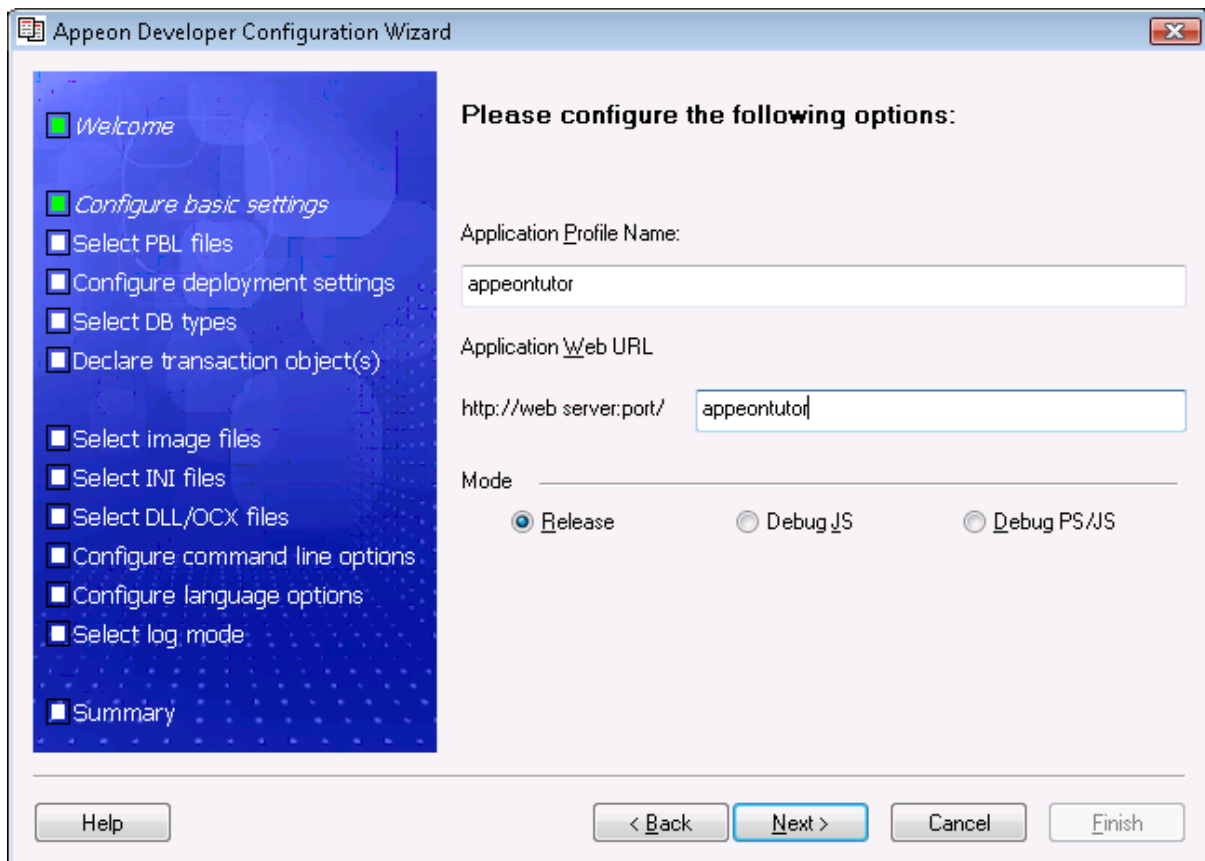 Appeon Developer Configuration Wizard
Welcome
Configure basic settings
Select PBL files
Configure deployment settings
Select DB types
Declare transaction object(s)
Select image files
Select INI files
Select DLL/OCX files
Configure command line options
Configure language options
Select log mode
Summary
Please configure the following options:
Application Profile Name:
appeontutor
Application Web URL
http://web server:port/ appeontutor
Mode
Release Debug JS Debug PS/JS
Help < Back Next > Cancel Finish